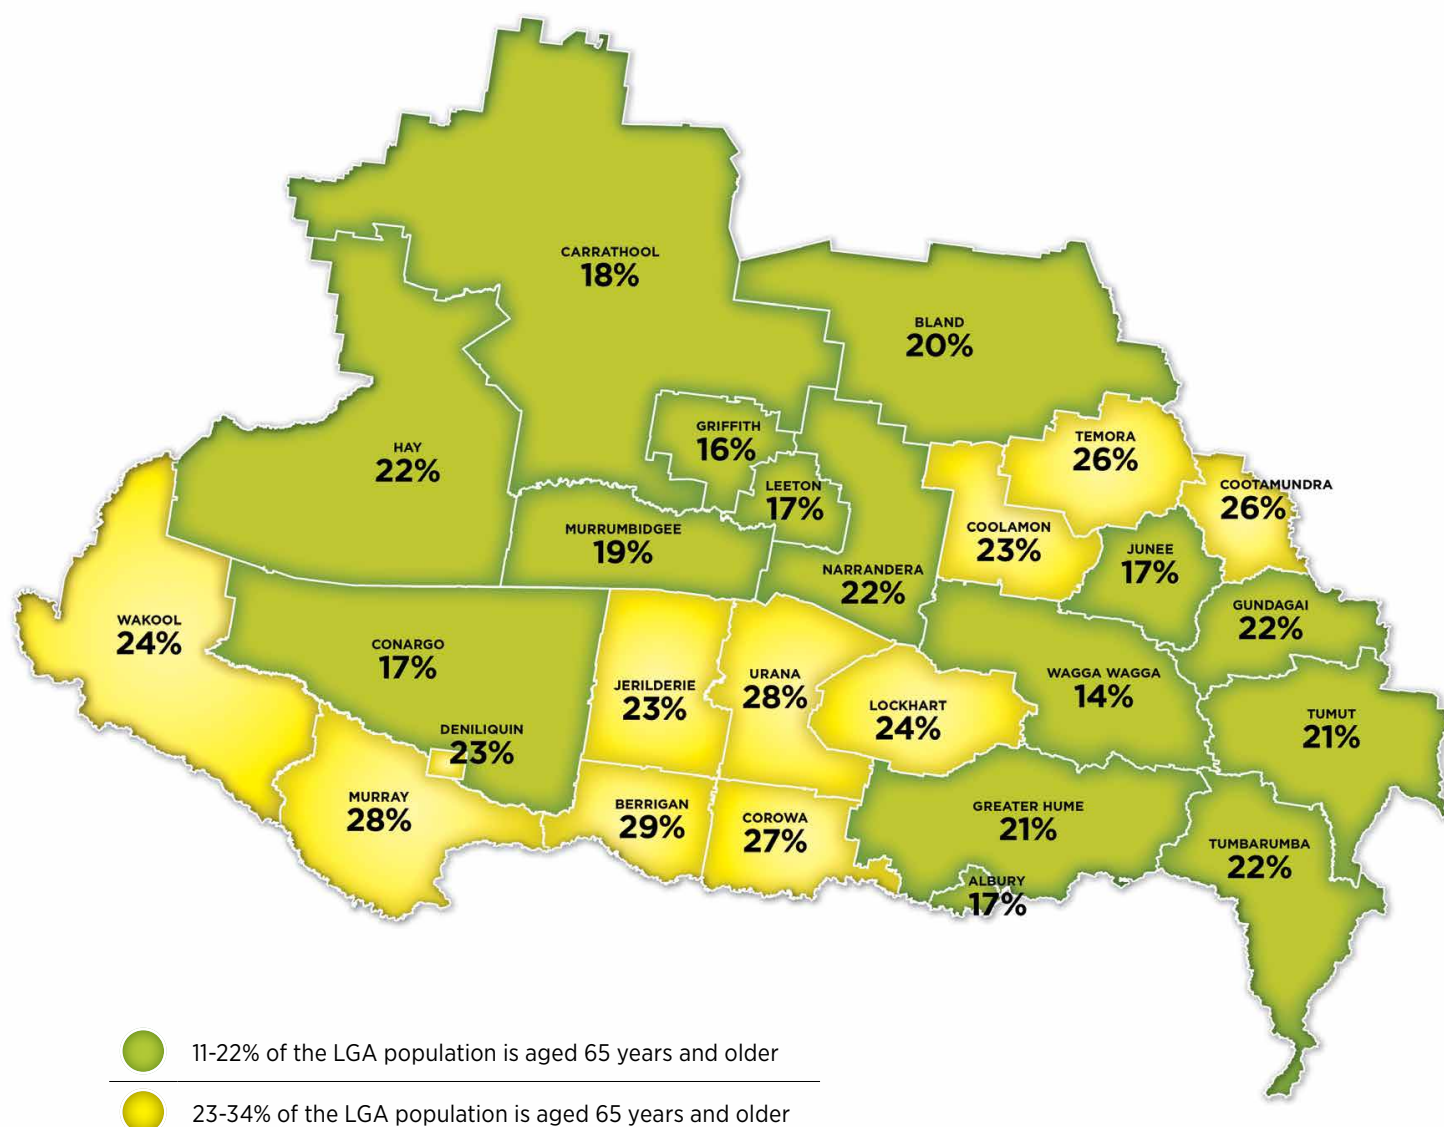 CARRATHOOL
18%
BLAND
20%
GRIFFITH
16%
TEMORA
26%
HAY
22%
LEETON
17%
COOTAMUNDRA
26%
MURRUMBIDGEE
19%
COOLAMON
23%
JUNEE
17%
NARRANDERA
22%
GUNDAGAI
22%
WAKOOL
24%
CONARGO
17%
JERILDERIE
23%
URANA
28%
WAGGA WAGGA
14%
LOCKHART
24%
TUMUT
21%
DENILIQUIN
23%
MURRAY
28%
BERRIGAN
29%
COROWA
27%
GREATER HUME
21%
TUMBARUMBA
22%
ALBURY
17%
11-22% of the LGA population is aged 65 years and older
23-34% of the LGA population is aged 65 years and older